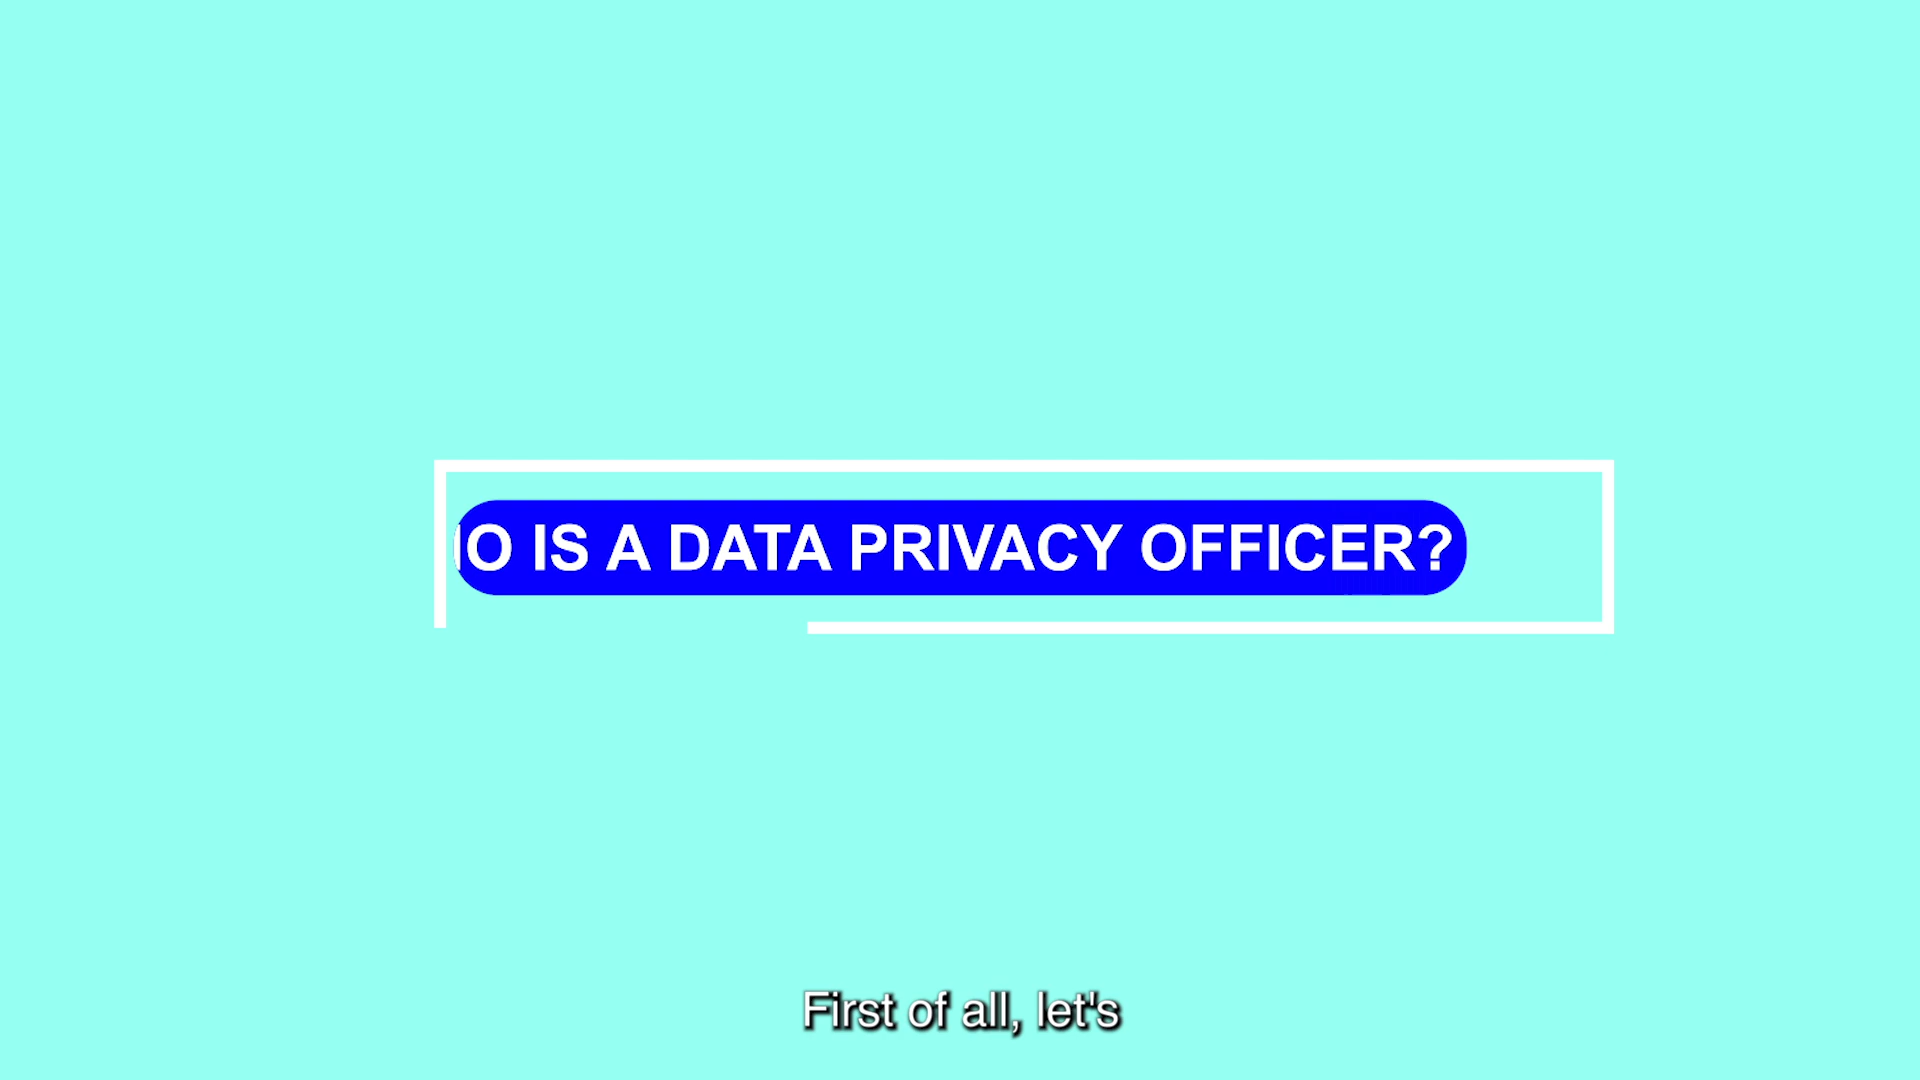 IS A DATA PRIVACY OFFICER?
First of all, let's